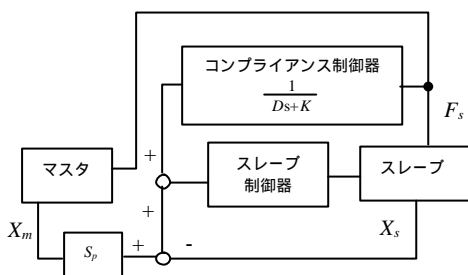 コンプライアンス制御器
1
Ds+K
F_s
+
スレーブ
制御器
スレーブ
マスタ
+
X_m
S_p
+
-
X_s